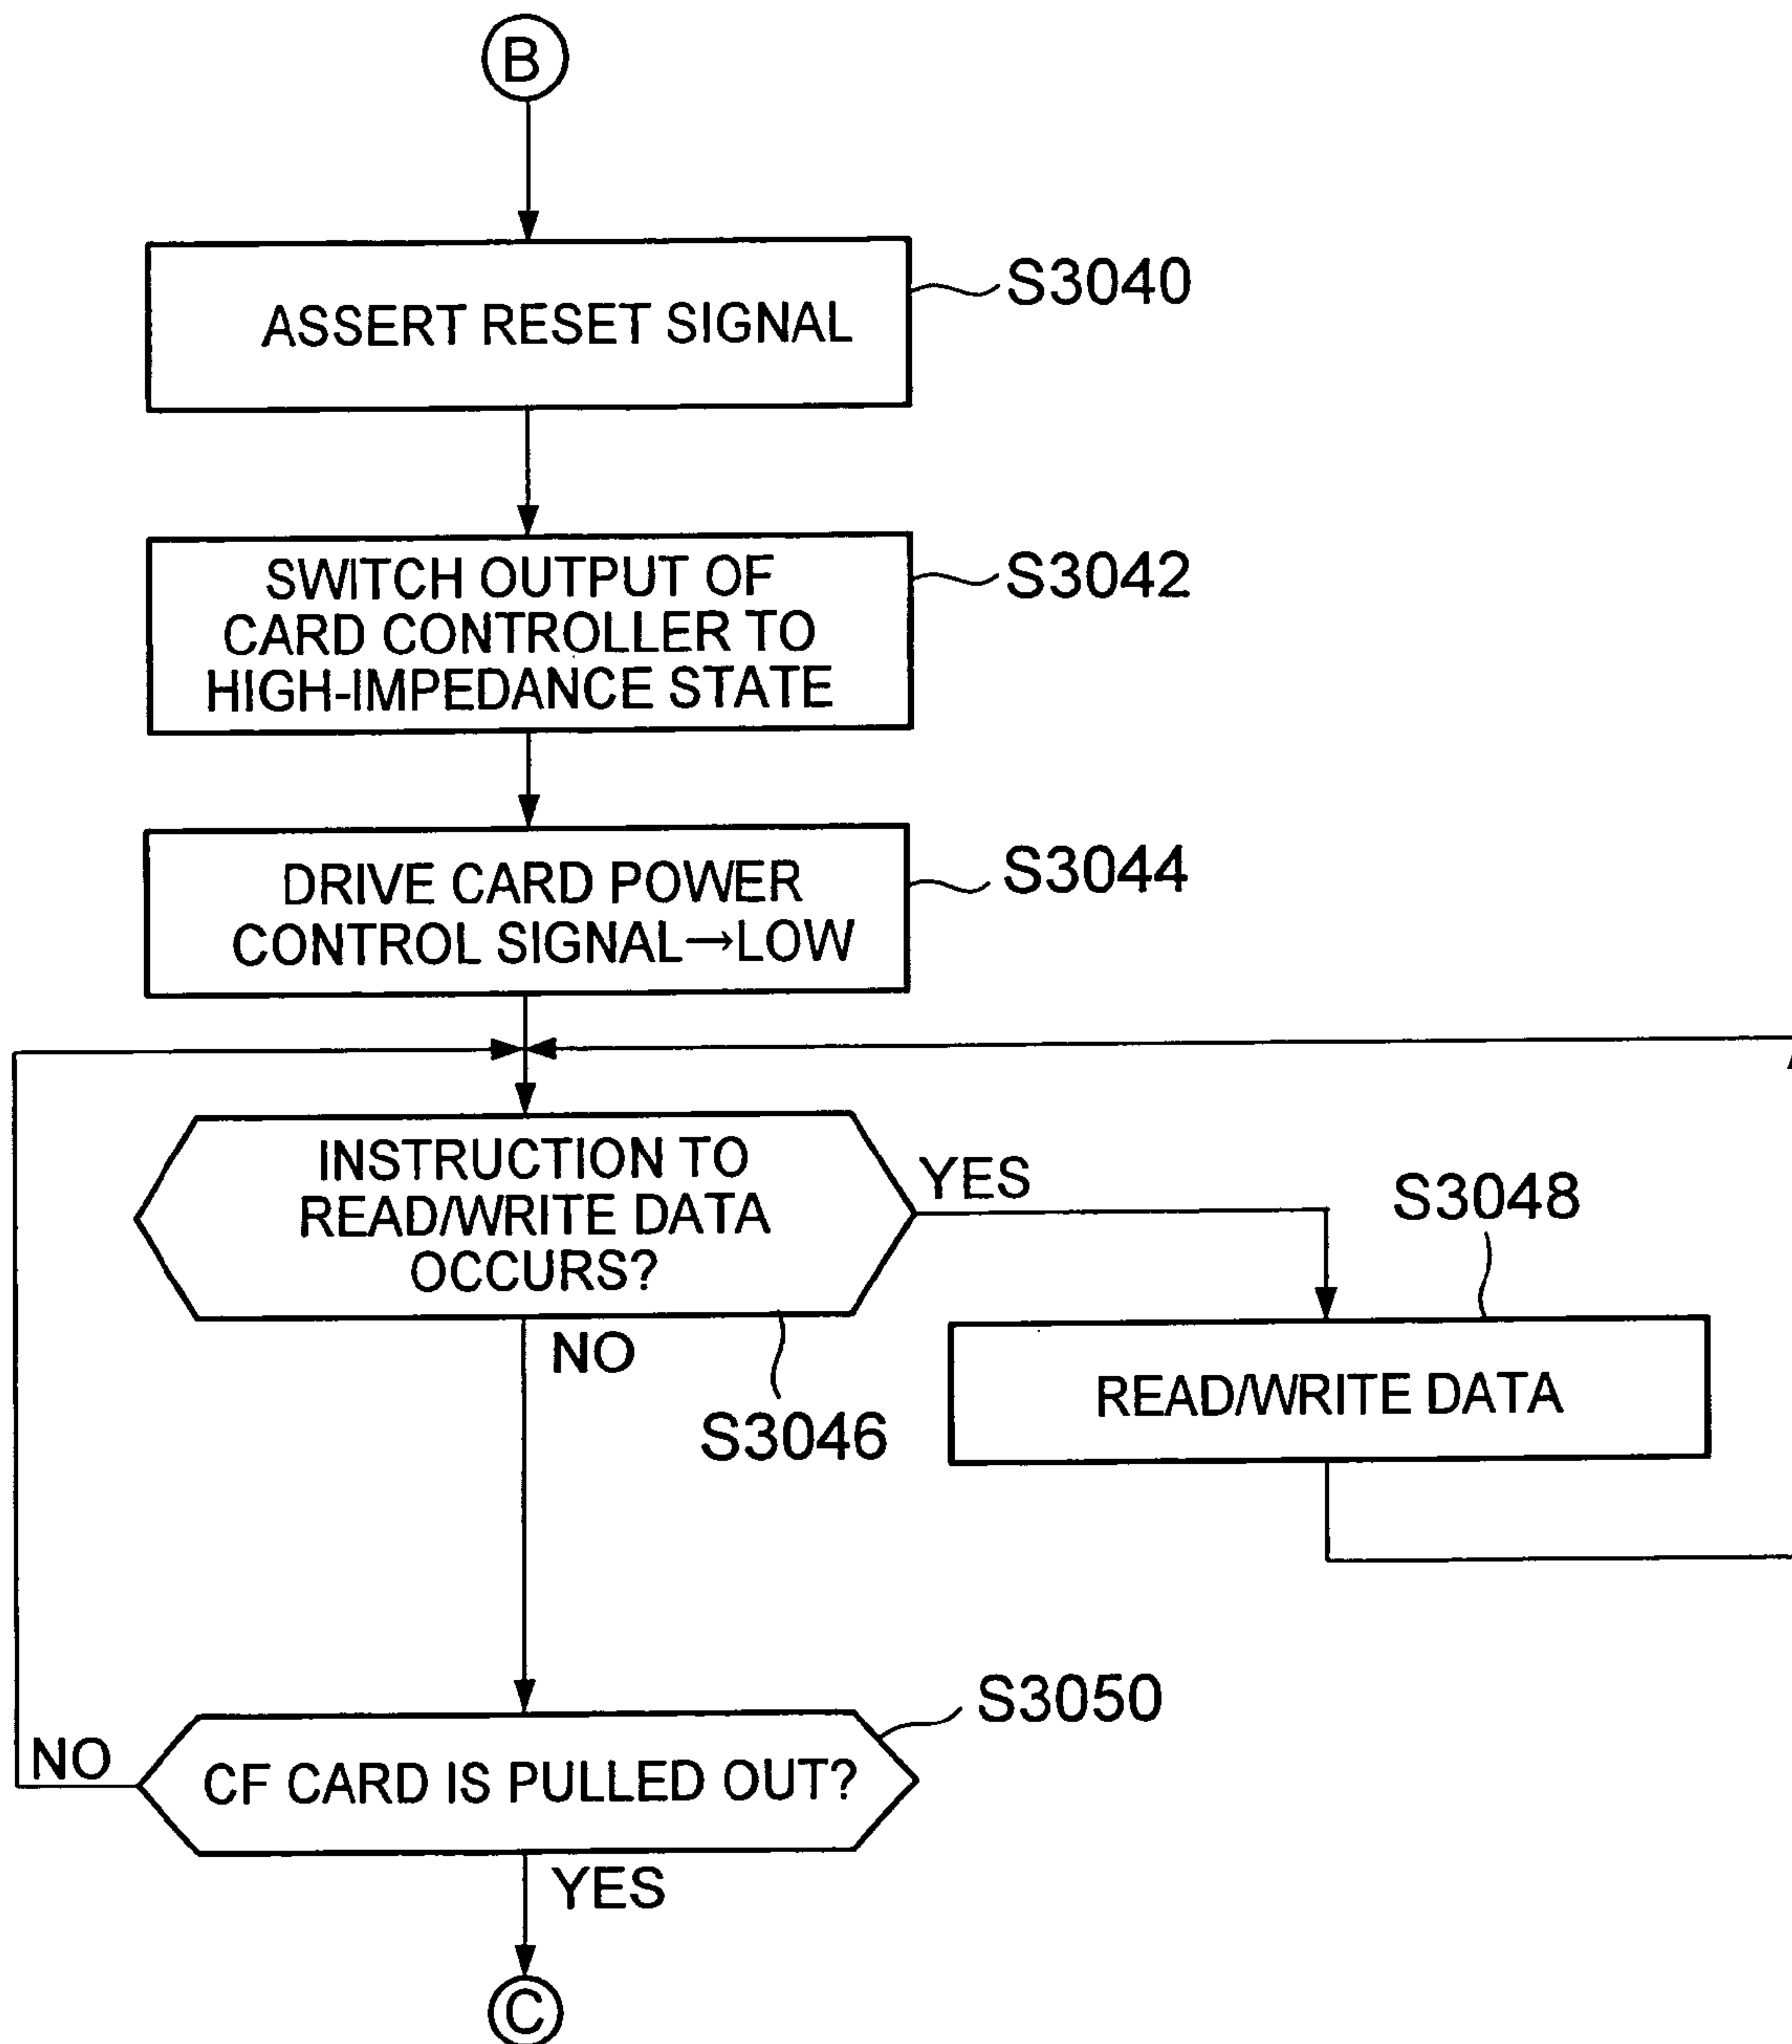 B
ASSERT RESET SIGNAL
S3040
SWITCH OUTPUT OF
CARD CONTROLLER TO
HIGH-IMPEDANCE STATE
S3042
DRIVE CARD POWER
CONTROL SIGNAL→LOW
S3044
INSTRUCTION TO
READ/WRITE DATA
OCCURS?
YES
NO
S3046
S3048
READ/WRITE DATA
S3050
CF CARD IS PULLED OUT?
NO
YES
C